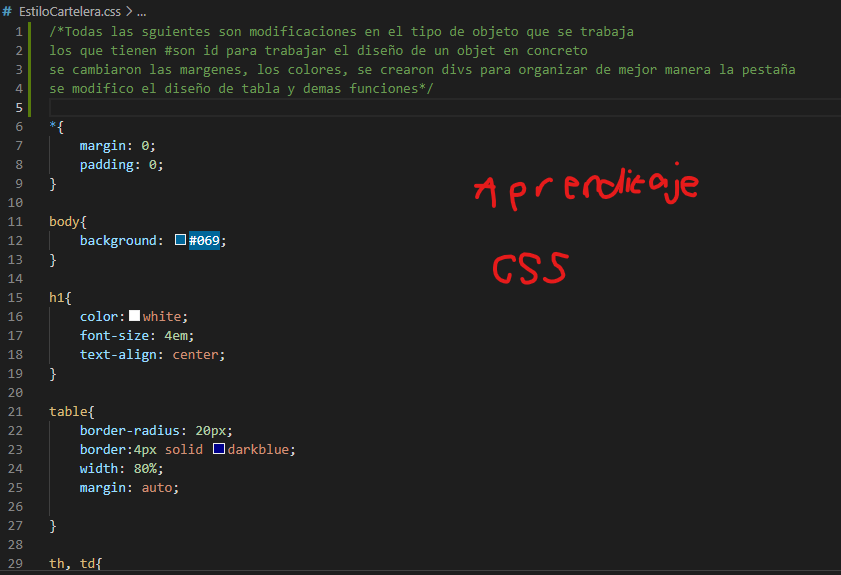 # EstiloCartelera.css > ...
1 /*Todas las sguientes son modificaciones en el tipo de objeto que se trabaja
2 los que tienen #son id para trabajar el diseño de un objet en concreto
3 se cambiaron las margenes, los colores, se crearon divs para organizar de mejor manera la pestaña
4 se modifico el diseño de tabla y demas funciones*/
5
6 *{
7 margin: 0;
8 padding: 0;
9 }
10
11 body{
12 background: #069;
13 }
14
15 h1{
16 color: white;
17 font-size: 4em;
18 text-align: center;
19 }
20
21 table{
22 border-radius: 20px;
23 border:4px solid darkblue;
24 width: 80%;
25 margin: auto;
26
27 }
28
29 th, td{
Aprenditaje
CSS